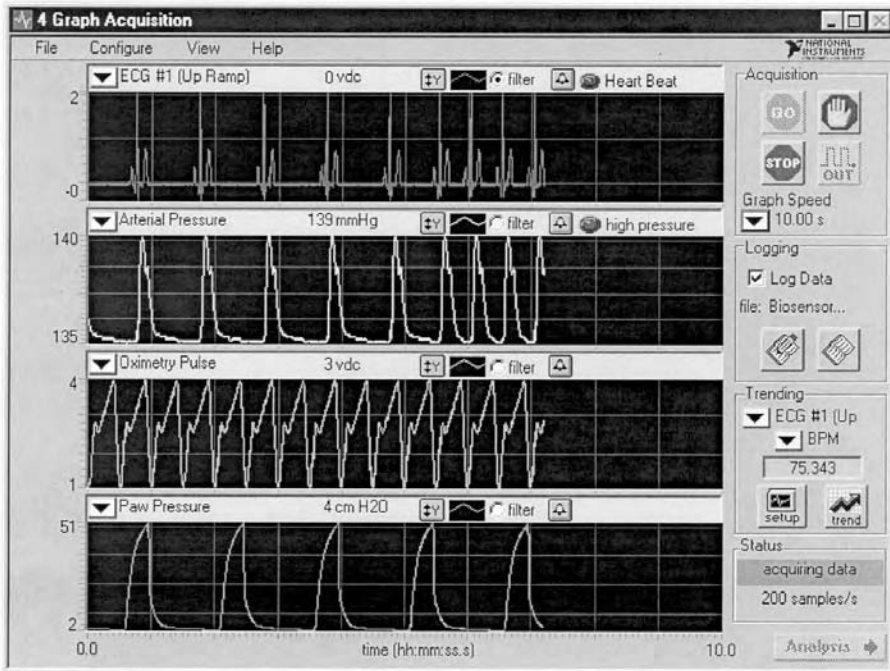 4 Graph Acquisition
File Configure View Help
NATIONAL INSTRUMENTS
ECG #1 (Up Ramp) 0 vdc ‡Y filter Heart Beat
2
-0
Arterial Pressure 139 mmHg ‡Y filter high pressure
140
135
Oximetry Pulse 3 vdc ‡Y filter
4
1
Paw Pressure 4 cm H2O ‡Y filter
51
2
0.0 time (hh:mm:ss.s) 10.0
Acquisition
GO
STOP OUT
Graph Speed
10.00 s
Logging
Log Data
file: Biosensor...
Trending
ECG #1 (Up
BPM
75.343
setup trend
Status
acquiring data
200 samples/s
Analysis